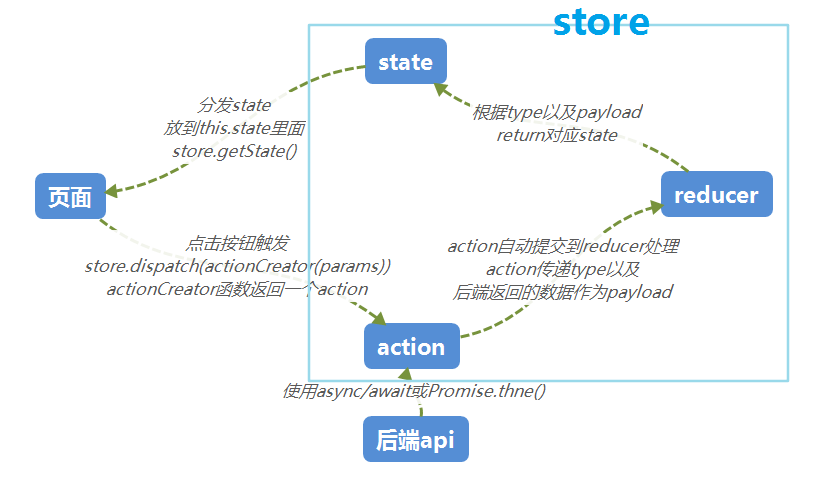 store
state
分发state
放到this.state里面
store.getState()
根据type以及payload
return对应state
页面
reducer
点击按钮触发
store.dispatch(actionCreator(params))
actionCreator函数返回一个action
action自动提交到reducer处理
action传递type以及
后端返回的数据作为payload
action
使用async/await或Promise.thne()
后端api